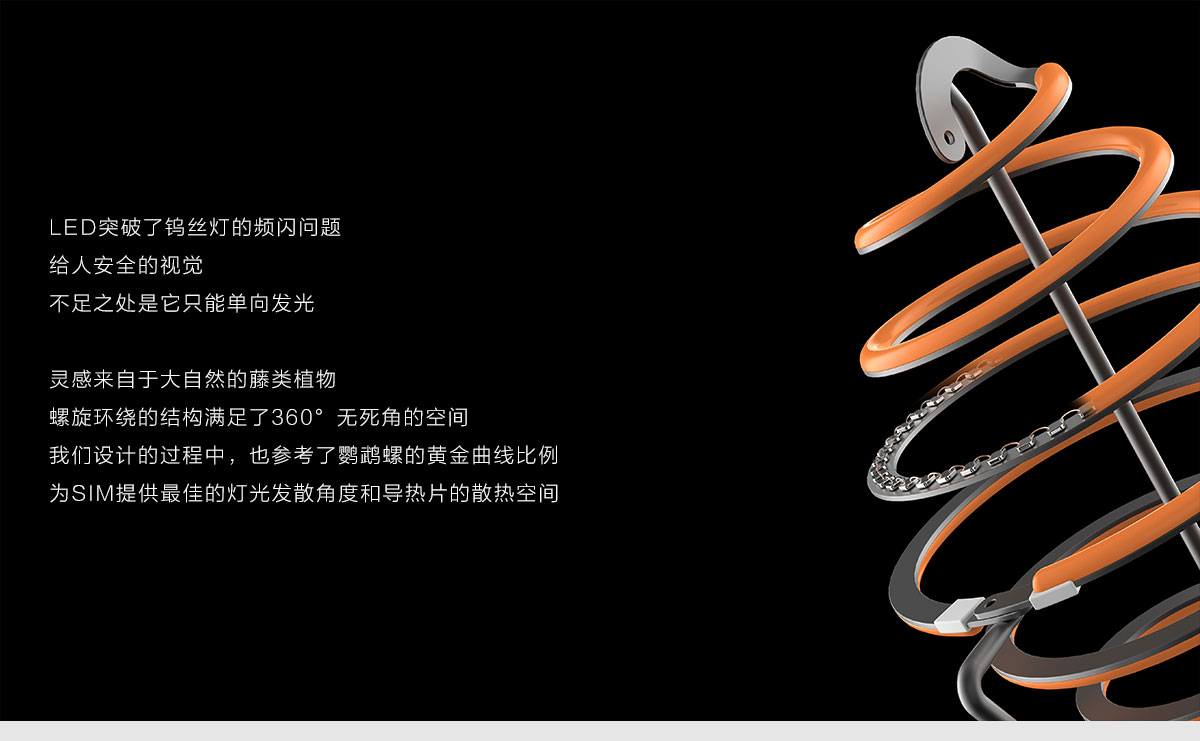 LED突破了钨丝灯的频闪问题
给人安全的视觉
不足之处是它只能单向发光
灵感来自于大自然的藤类植物
螺旋环绕的结构满足了360°无死角的空间
我们设计的过程中，也参考了鹦鹉螺的黄金曲线比例
为SIM提供最佳的灯光发散角度和导热片的散热空间